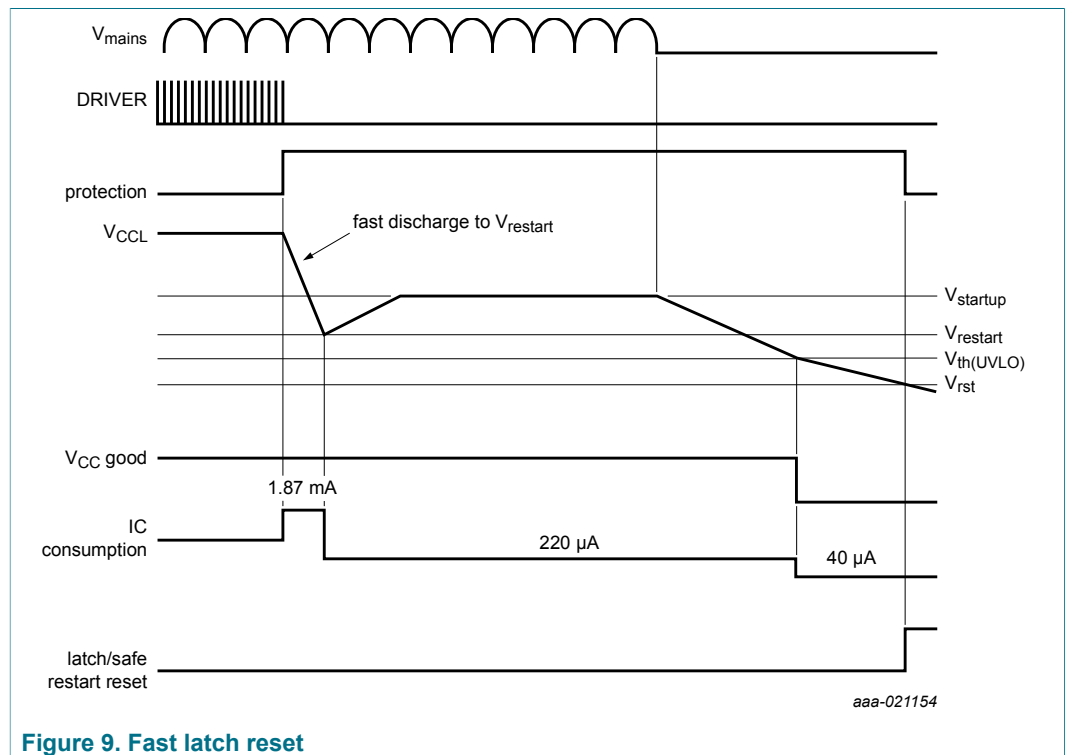 Vmains
DRIVER
protection
VCCL
fast discharge to Vrestart
Vstartup
Vrestart
Vth(UVLO)
Vrst
VCC good
1.87 mA
IC
consumption
220 µA
40 µA
latch/safe
restart reset
aaa-021154
Figure 9. Fast latch reset